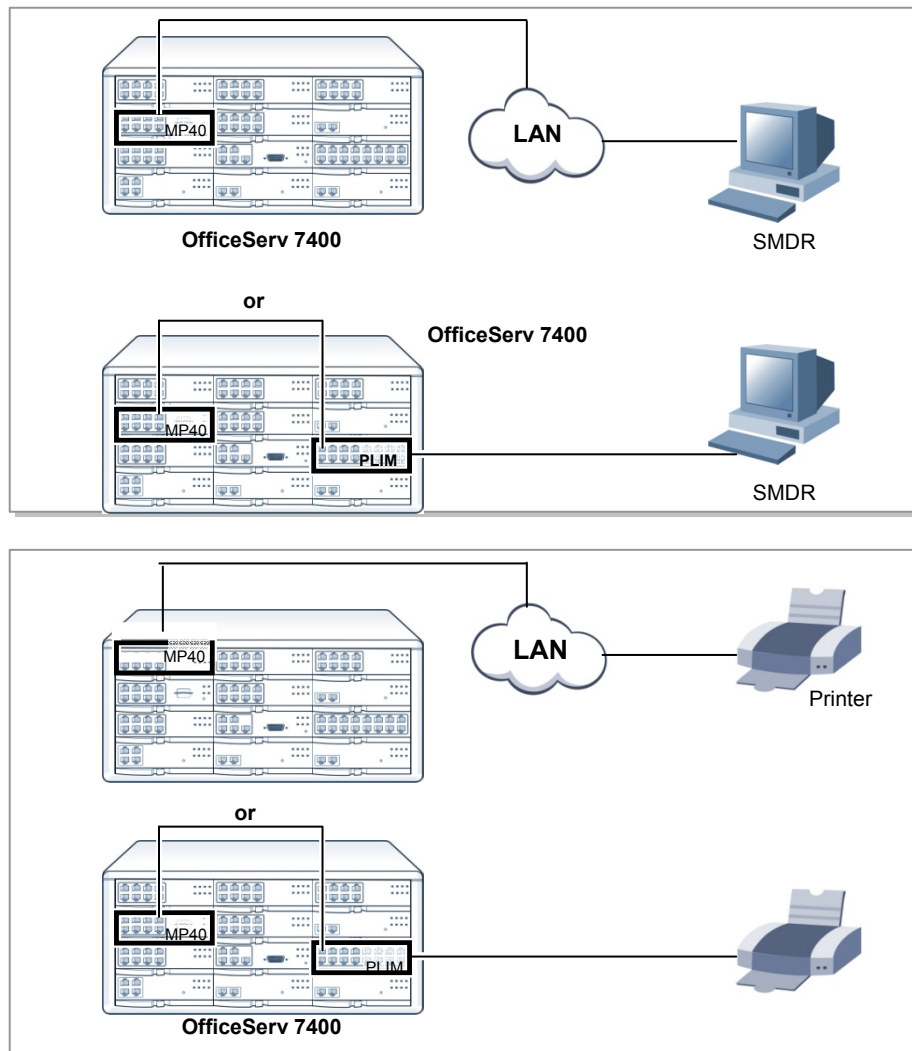 MP40
LAN
OfficeServ 7400
SMDR
or
OfficeServ 7400
MP40
PLIM
SMDR
MP40
LAN
Printer
or
MP40
PLIM
OfficeServ 7400